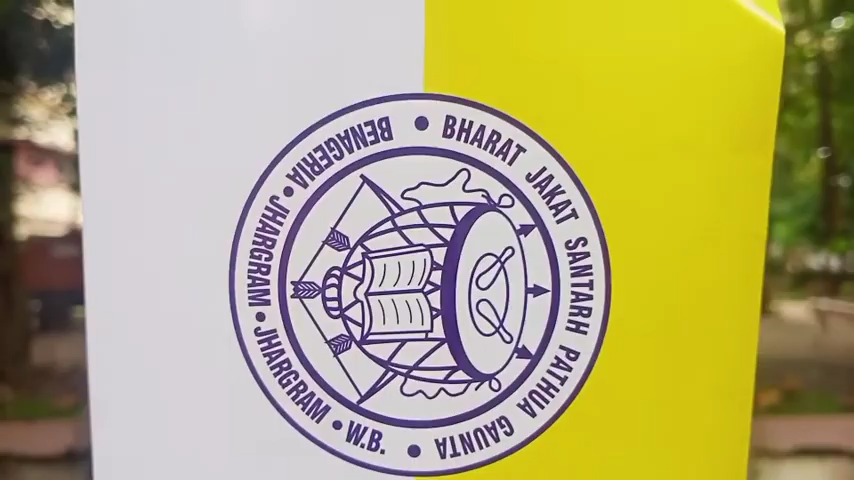 BHARAT JAKAT SANTARH PATHUA GAUNTA
BENAGERIA • JHARGRAM • JHARGRAM • W.B.